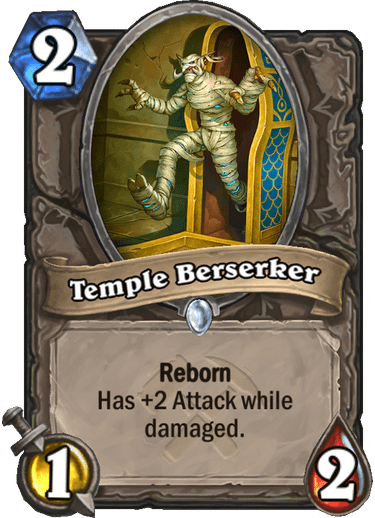 2
Temple Berserker
Reborn
Has +2 Attack while
damaged.
1
2